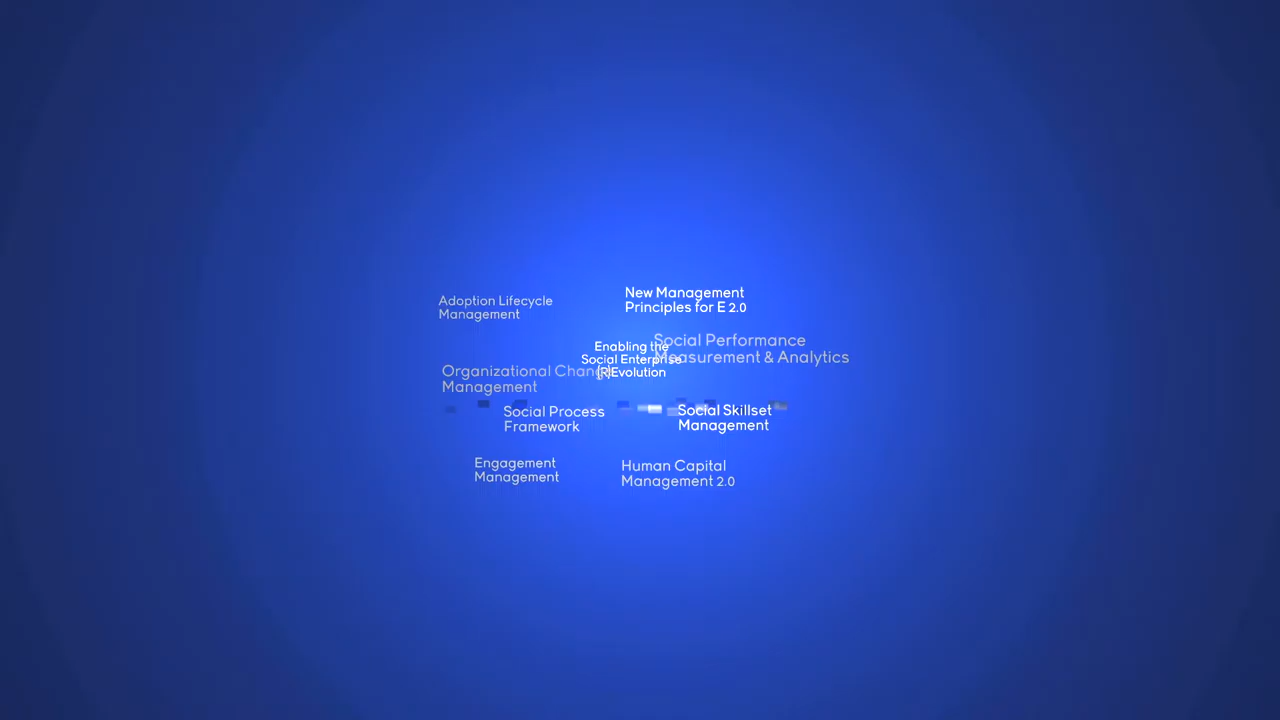 New Management
Principles for E 2.0
Adoption Lifecycle
Management
Social Performance
Measurement & Analytics
Enabling the
Social Enterprise
[R]Evolution
Organizational Change
Management
Social Process
Framework
Social Skillset
Management
Engagement
Management
Human Capital
Management 2.0